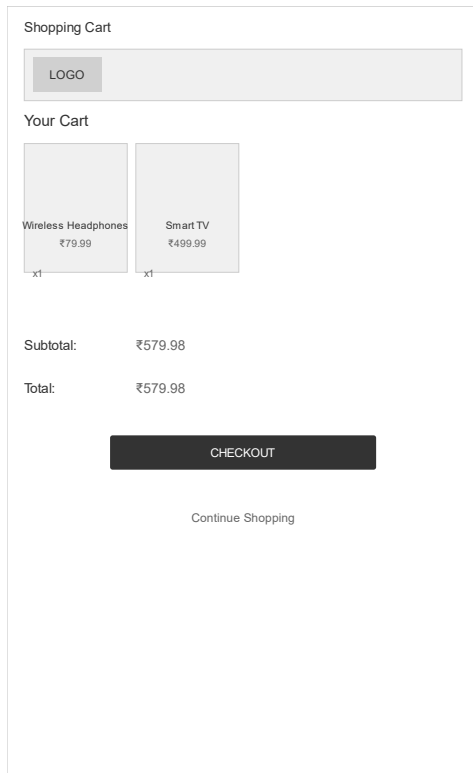 Shopping Cart
LOGO
Your Cart
Wireless Headphones
₹79.99
x1
Smart TV
₹499.99
x1
Subtotal: ₹579.98
Total: ₹579.98
CHECKOUT
Continue Shopping